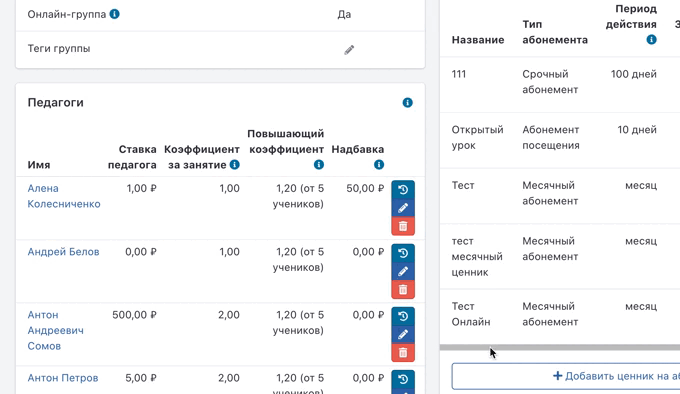 Онлайн-группа
Да
Теги группы
Педагоги
Имя
Ставка
педагога
Коэффициент
за занятие
Повышающий
коэффициент
Надбавка
Алена
Колесниченко
1,00 ₽
1,00
1,20 (от 5
учеников)
50,00 ₽
Андрей Белов
0,00 ₽
1,00
1,20 (от 5
учеников)
0,00 ₽
Антон
Андреевич
Сомов
500,00 ₽
2,00
1,20 (от 5
учеников)
0,00 ₽
Антон Петров
5,00 ₽
2,00
1,20 (от 5
0,00 ₽
Название
Тип
абонемента
Период
действия
111
Срочный
абонемент
100 дней
Открытый
урок
Абонемент
посещения
10 дней
Тест
Месячный
абонемент
месяц
тест
месячный
ценник
Месячный
абонемент
месяц
Тест
Онлайн
Месячный
абонемент
месяц
Добавить ценник на аб